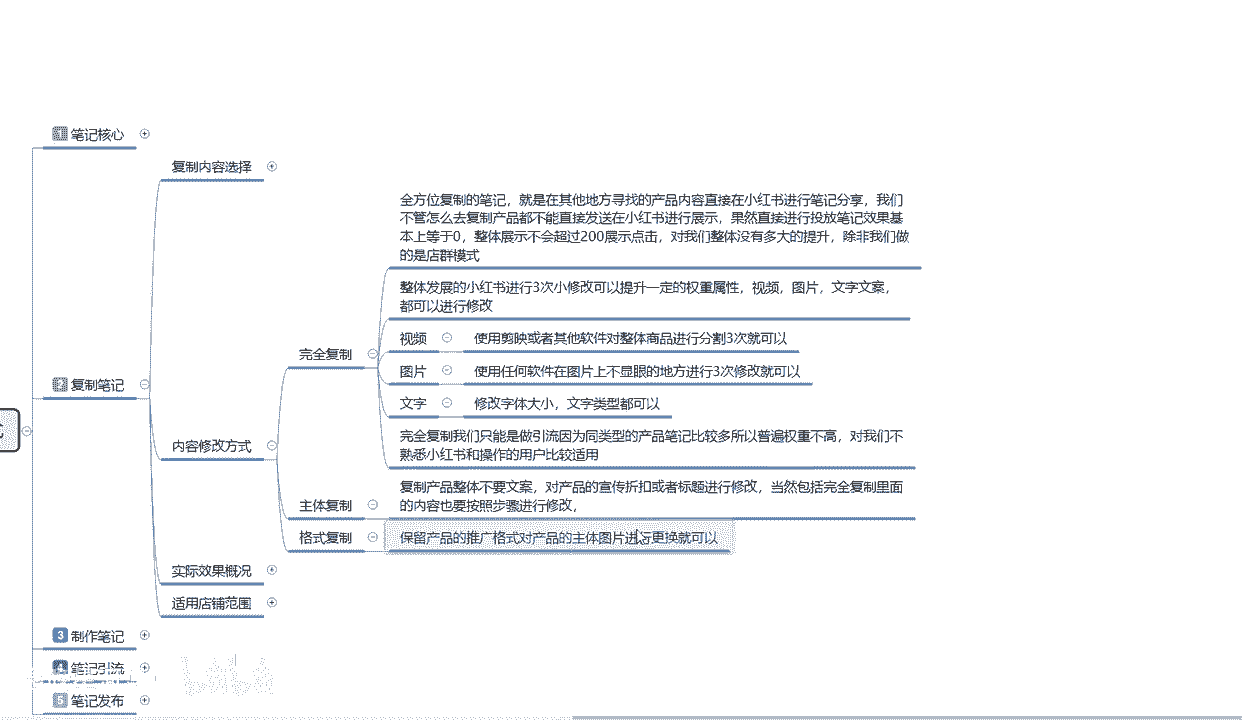 1 笔记核心
复制内容选择
全方位复制的笔记，就是在其他地方寻找的产品内容直接在小红书进行笔记分享，我们
不管怎么去复制产品都不能直接发送在小红书进行展示，果然直接进行投放笔记效果基
本上等于0，整体展示不会超过200展示点击，对我们整体没有多大的提升，除非我们做
的是店群模式
整体发展的小红书进行3次小修改可以提升一定的权重属性，视频，图片，文字文案，
都可以进行修改
完全复制
视频
使用剪映或者其他软件对整体商品进行分割3次就可以
图片
使用任何软件在图片上不显眼的地方进行3次修改就可以
2 复制笔记
文字
修改字体大小，文字类型都可以
内容修改方式
完全复制我们只能是做引流因为同类型的产品笔记比较多所以普遍权重不高，对我们不
熟悉小红书和操作的用户比较适用
主体复制
复制产品整体不要文案，对产品的宣传折扣或者标题进行修改，当然包括完全复制里面
的内容也要按照步骤进行修改，
格式复制
保留产品的推广格式对产品的主体图片进行更换就可以
实际效果概况
适用店铺范围
3 制作笔记
4 笔记引流
5 笔记发布